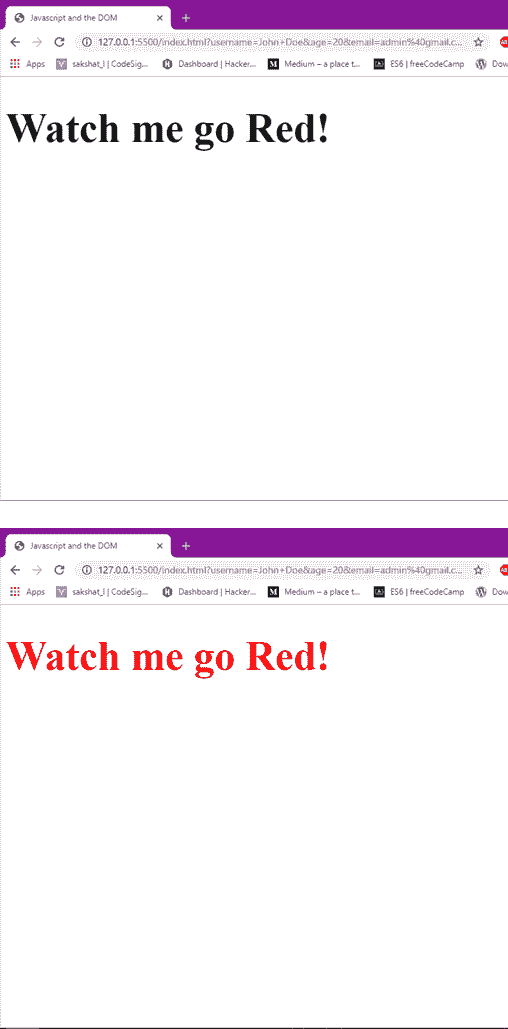 Javascript and the DOM
127.0.0.1:5500/index.html?username=John+Doe&age=20&email=admin%40gmail.c...
Apps sakshat_l | CodeSig... Dashboard | Hacker... Medium – a place t... ES6 | freeCodeCamp Dow
Watch me go Red!
Javascript and the DOM
127.0.0.1:5500/index.html?username=John+Doe&age=20&email=admin%40gmail.c...
Apps sakshat_l | CodeSig... Dashboard | Hacker... Medium – a place t... ES6 | freeCodeCamp Dow
Watch me go Red!